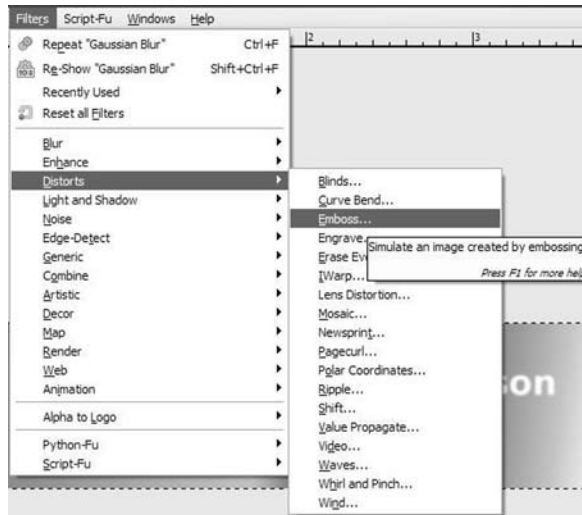 Filters Script-Fu Windows Help
Repeat "Gaussian Blur" Ctrl+F
Re-Show "Gaussian Blur" Shift+Ctrl+F
Recently Used
Reset all Filters
Blur
Enhance
Distorts
Light and Shadow
Noise
Edge-Detect
Generic
Combine
Artistic
Decor
Map
Render
Web
Animation
Alpha to Logo
Python-Fu
Script-Fu
2 3
Blinds...
Curve Bend...
Emboss...
Engrave...
Simulate an image created by embossing
Press F1 for more help
Erase Ev
IWarp...
Lens Distortion...
Mosaic...
Newsprint...
Pagecurl...
Polar Coordinates...
Ripple...
Shift...
Value Propagate...
Video...
Waves...
Whirl and Pinch...
Wind...
son